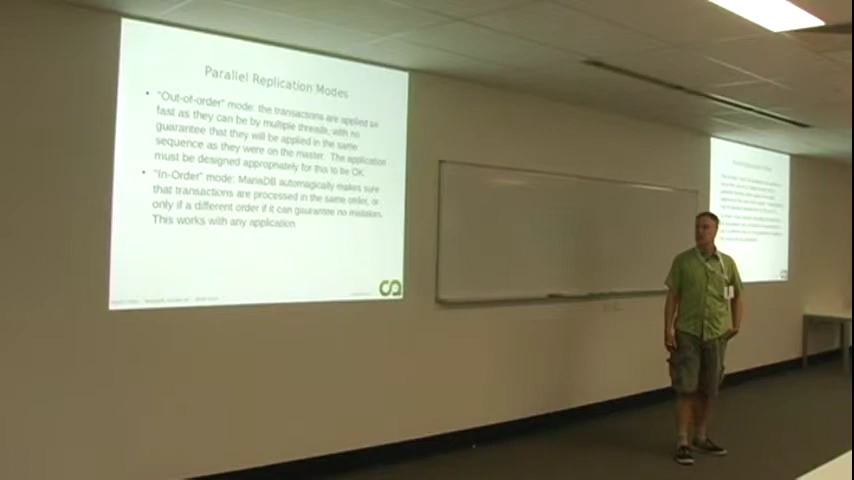 Parallel Replication Modes
• "Out-of-order" mode: the transactions are applied as
fast as they can be by multiple threads, with no
guarantee that they will be applied in the same
sequence as they were on the master. The application
must be designed appropriately for this to be OK.
• "In-Order" mode: MariaDB automagically makes sure
that transactions are processed in the same order, or
only if a different order if it can gaurantee no mistakes.
This works with any application